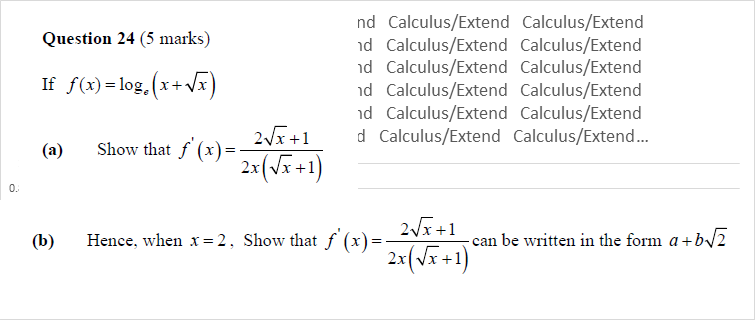 nd Calculus/Extend Calculus/Extend
nd Calculus/Extend Calculus/Extend
nd Calculus/Extend Calculus/Extend
nd Calculus/Extend Calculus/Extend
nd Calculus/Extend Calculus/Extend
d Calculus/Extend Calculus/Extend...
Question 24 (5 marks)
If f(x) = logₑ(x+√x)
(a) Show that f'(x) = (2√x +1)/(2x(√x +1))
0.
(b) Hence, when x = 2, Show that f'(x) = (2√x +1)/(2x(√x +1)) can be written in the form a+b√2